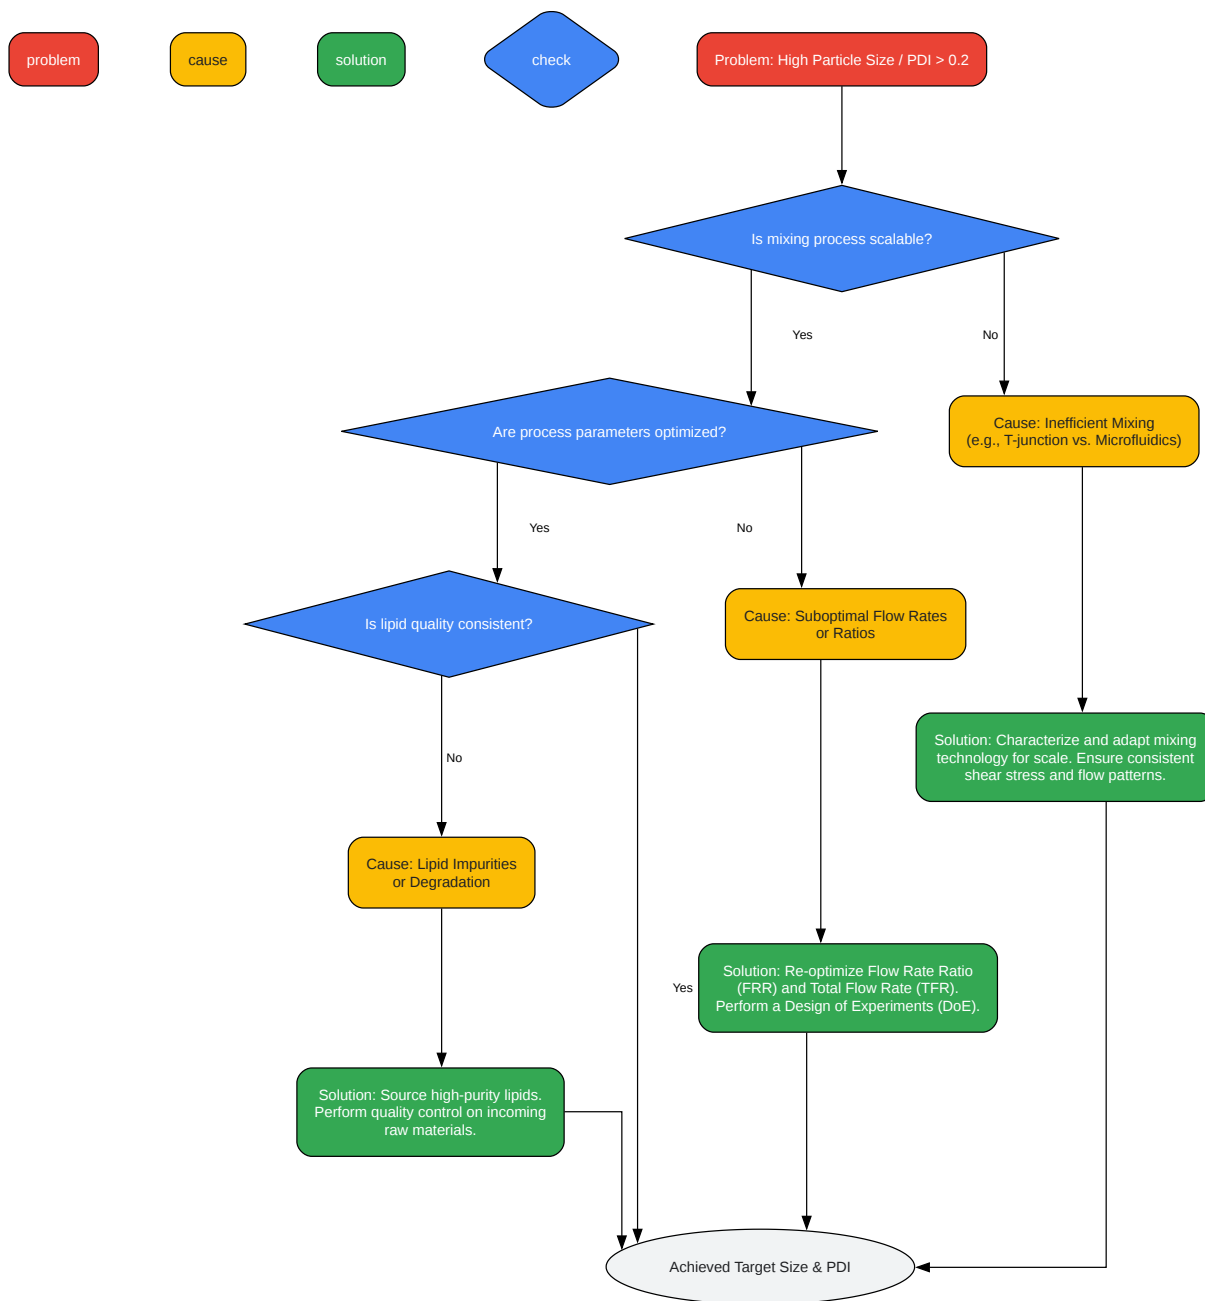 problem
cause
solution
check
Problem: High Particle Size / PDI > 0.2
Is mixing process scalable?
Yes
No
Are process parameters optimized?
Cause: Inefficient Mixing
(e.g., T-junction vs. Microfluidics)
Yes
No
Is lipid quality consistent?
Cause: Suboptimal Flow Rates
or Ratios
No
Solution: Characterize and adapt mixing
technology for scale. Ensure consistent
shear stress and flow patterns.
Cause: Lipid Impurities
or Degradation
Yes
Solution: Re-optimize Flow Rate Ratio
(FRR) and Total Flow Rate (TFR).
Perform a Design of Experiments (DoE).
Solution: Source high-purity lipids.
Perform quality control on incoming
raw materials.
Achieved Target Size & PDI